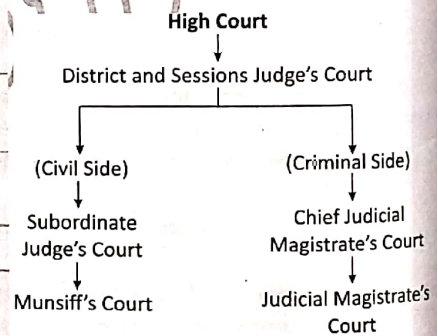 High Court
District and Sessions Judge's Court
(Civil Side)
(Criminal Side)
Subordinate
Judge's Court
Chief Judicial
Magistrate's Court
Munsiff's Court
Judicial Magistrate's
Court